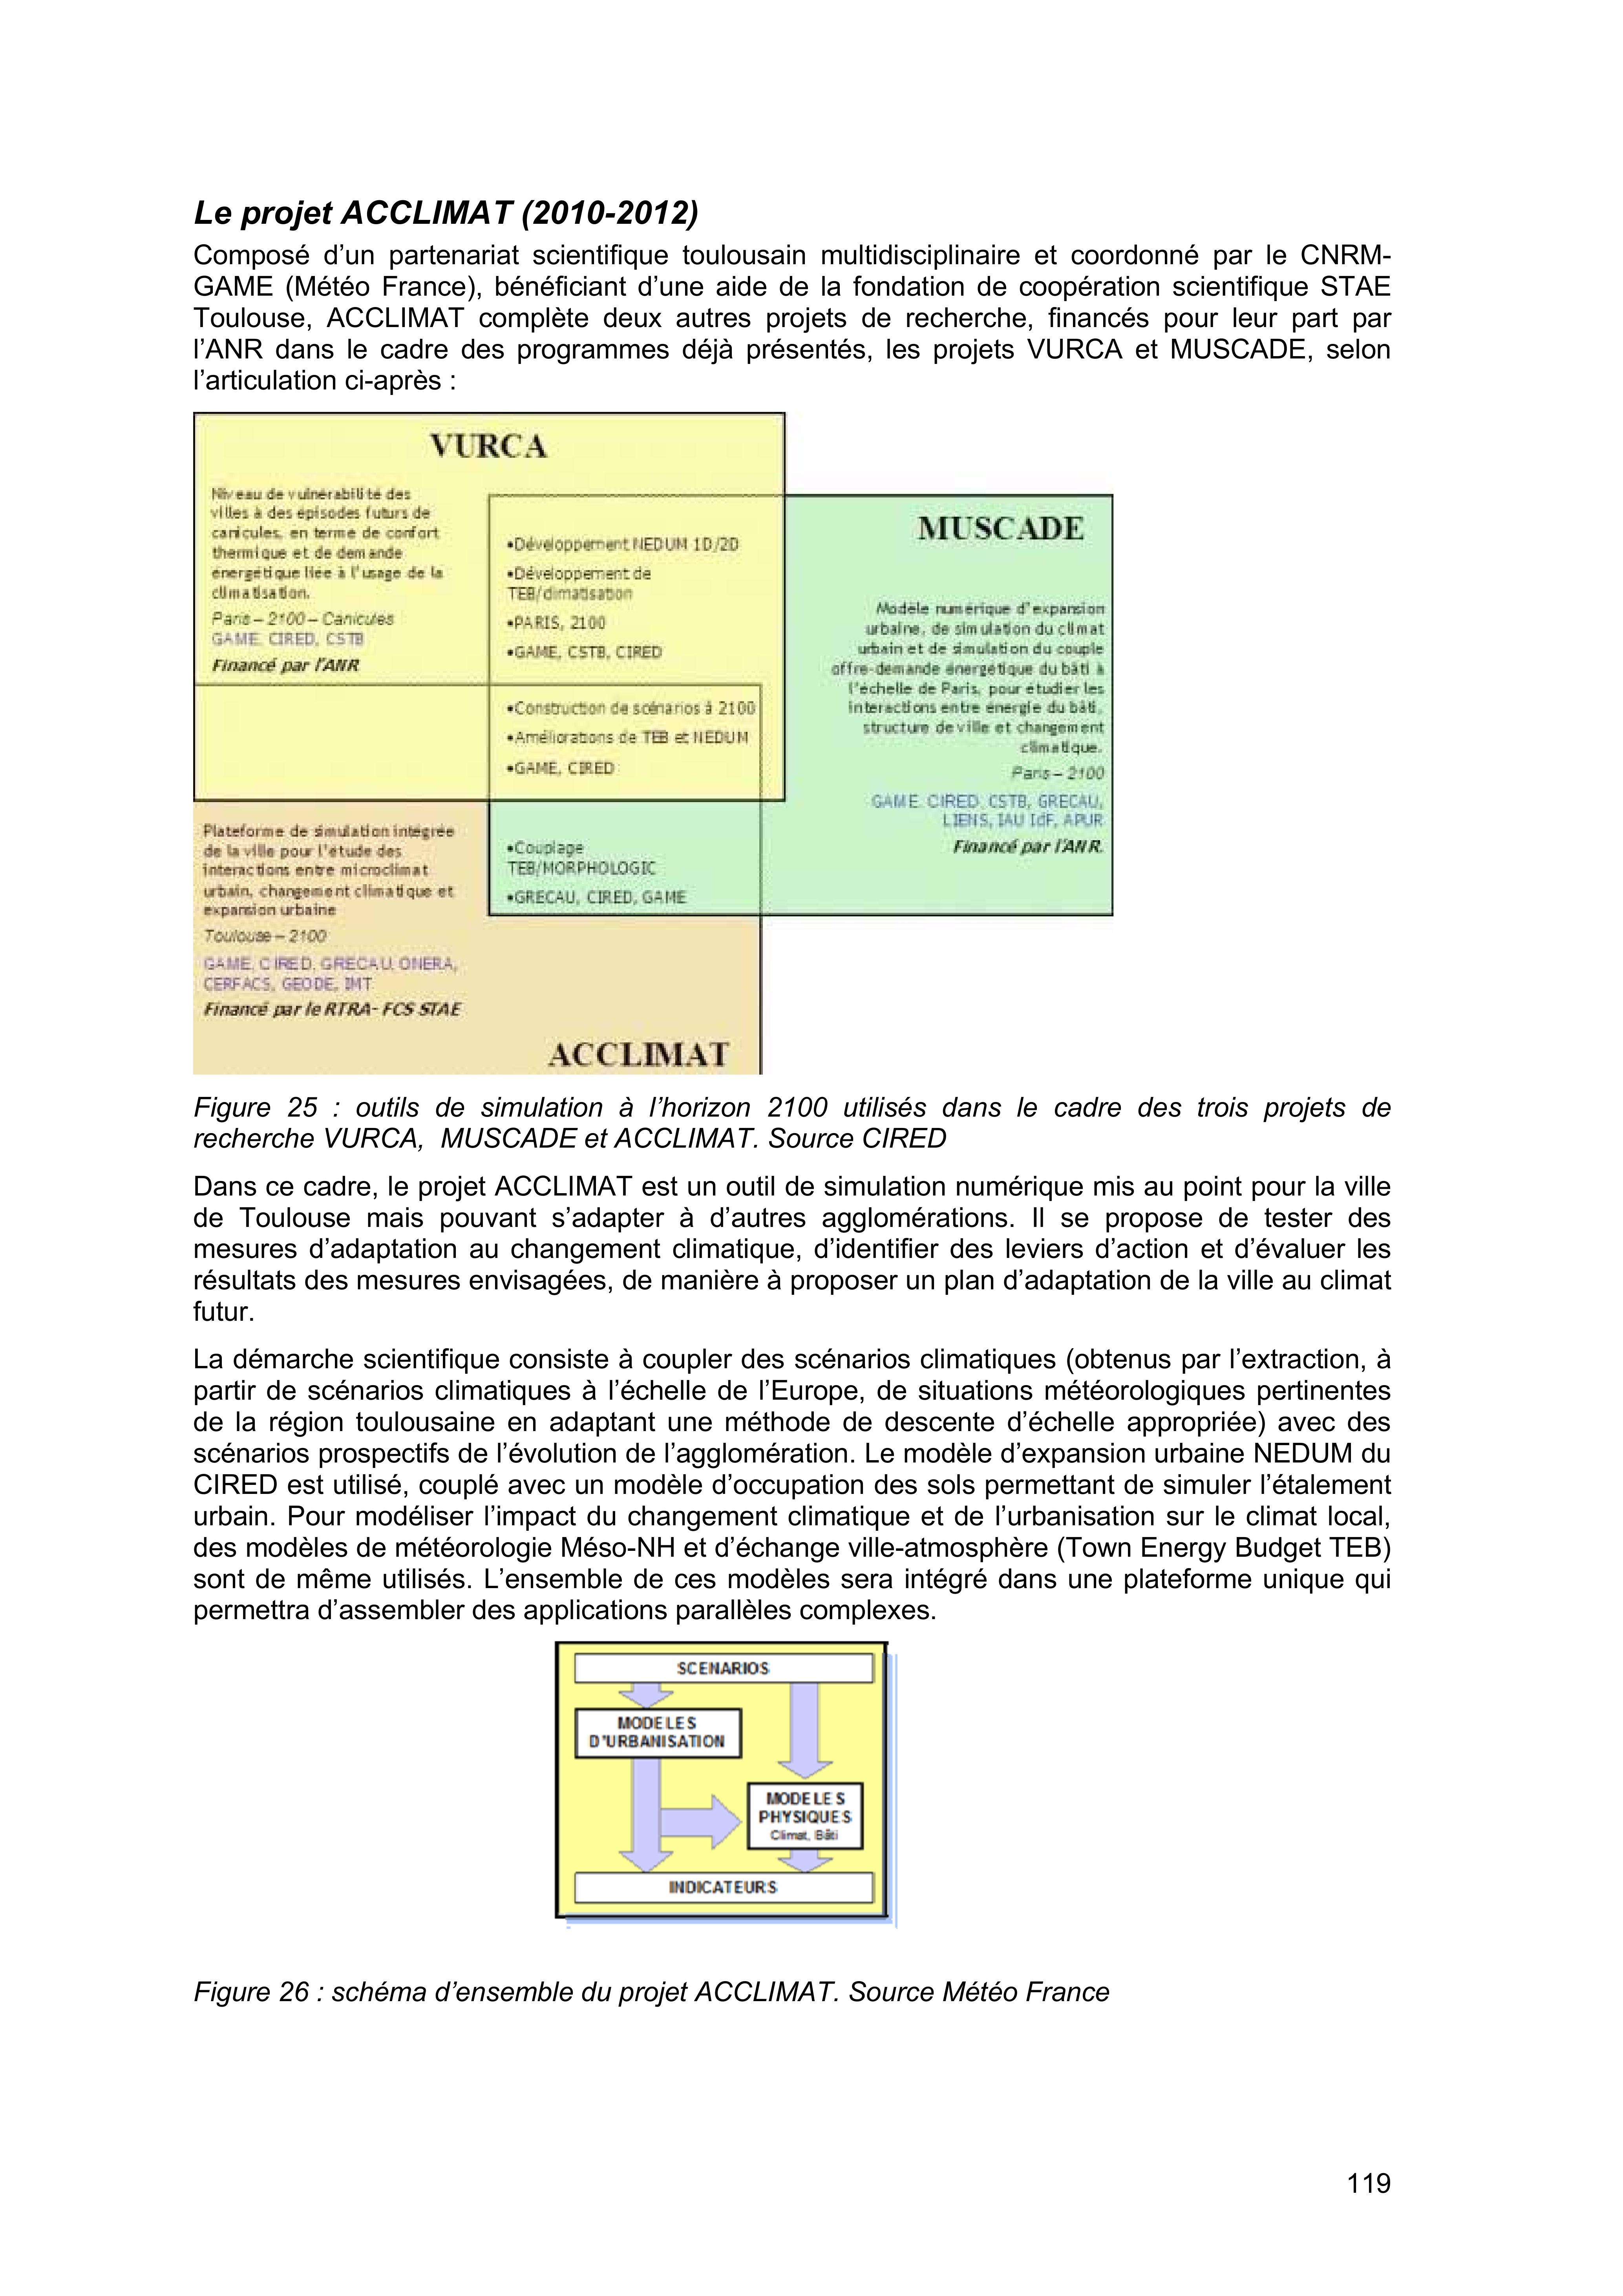 Le projet ACCLIMAT (2010-2012)
Composé d’un partenariat scientifique toulousain multidisciplinaire et coordonné par le CNRM-
GAME (Météo France), bénéficiant d’une aide de la fondation de coopération scientifique STAE
Toulouse, ACCLIMAT complète deux autres projets de recherche, financés pour leur part par
l’ANR dans le cadre des programmes déjà présentés, les projets VURCA et MUSCADE, selon
l’articulation ci-après :
VURCA
Niveau de vulnérabilité des
villes à des épisodes futurs de
canicules, en terme de confort
thermique et de demande
énergétique liée à l'usage de la
climatisation.
Paris – 2100 – Canicules
GAME, CIRED, CSTB
Financé par l'ANR
•Développement NEDUM 1D/2D
•Développement de
TEB/climatisation
•PARIS, 2100
•GAME, CSTB, CIRED
•Construction de scénarios à 2100
•Améliorations de TEB et NEDUM
•GAME, CIRED
MUSCADE
Modèle numérique d'expansion
urbaine, de simulation du climat
urbain et de simulation du couple
offre-demande énergétique du bâti à
l'échelle de Paris, pour étudier les
interactions entre énergie du bâti,
structure de ville et changement
climatique.
Paris – 2100
GAME, CIRED, CSTB, GRECAU,
LIENS, IAU IdF, APUR
Financé par l'ANR.
•Couplage
TEB/MORPHOLOGIC
•GRECAU, CIRED, GAME
Plateforme de simulation intégrée
de la ville pour l'étude des
interactions entre microclimat
urbain, changement climatique et
expansion urbaine
Toulouse – 2100
GAME, CIRED, GRECAU, ONERA,
CERFACS, GEODE, IMT
Financé par le RTRA- FCS STAE
ACCLIMAT
Figure 25 : outils de simulation à l’horizon 2100 utilisés dans le cadre des trois projets de
recherche VURCA, MUSCADE et ACCLIMAT. Source CIRED
Dans ce cadre, le projet ACCLIMAT est un outil de simulation numérique mis au point pour la ville
de Toulouse mais pouvant s’adapter à d’autres agglomérations. Il se propose de tester des
mesures d’adaptation au changement climatique, d’identifier des leviers d’action et d’évaluer les
résultats des mesures envisagées, de manière à proposer un plan d’adaptation de la ville au climat
futur.
La démarche scientifique consiste à coupler des scénarios climatiques (obtenus par l’extraction, à
partir de scénarios climatiques à l’échelle de l’Europe, de situations météorologiques pertinentes
de la région toulousaine en adaptant une méthode de descente d’échelle appropriée) avec des
scénarios prospectifs de l’évolution de l’agglomération. Le modèle d’expansion urbaine NEDUM du
CIRED est utilisé, couplé avec un modèle d’occupation des sols permettant de simuler l’étalement
urbain. Pour modéliser l’impact du changement climatique et de l’urbanisation sur le climat local,
des modèles de météorologie Méso-NH et d’échange ville-atmosphère (Town Energy Budget TEB)
sont de même utilisés. L’ensemble de ces modèles sera intégré dans une plateforme unique qui
permettra d’assembler des applications parallèles complexes.
SCENARIOS
MODELES
D'URBANISATION
MODELES
PHYSIQUES
Climat, Bâti
INDICATEURS
Figure 26 : schéma d’ensemble du projet ACCLIMAT. Source Météo France
119